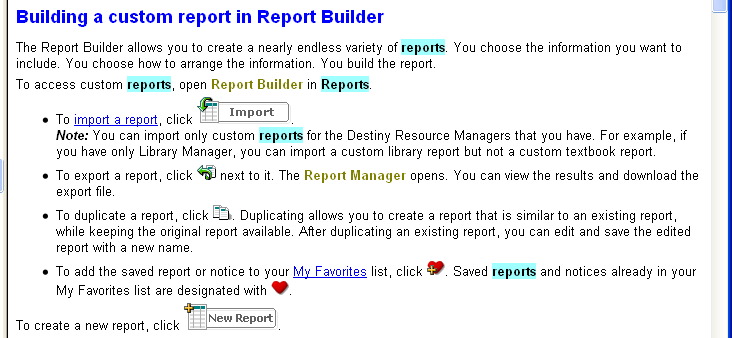 Building a custom report in Report Builder
The Report Builder allows you to create a nearly endless variety of reports. You choose the information you want to
include. You choose how to arrange the information. You build the report.
To access custom reports, open Report Builder in Reports.
To import a report, click Import.
Note: You can import only custom reports for the Destiny Resource Managers that you have. For example, if
you have only Library Manager, you can import a custom library report but not a custom textbook report.
To export a report, click next to it. The Report Manager opens. You can view the results and download the
export file.
To duplicate a report, click . Duplicating allows you to create a report that is similar to an existing report,
while keeping the original report available. After duplicating an existing report, you can edit and save the edited
report with a new name.
To add the saved report or notice to your My Favorites list, click . Saved reports and notices already in your
My Favorites list are designated with .
To create a new report, click New Report.